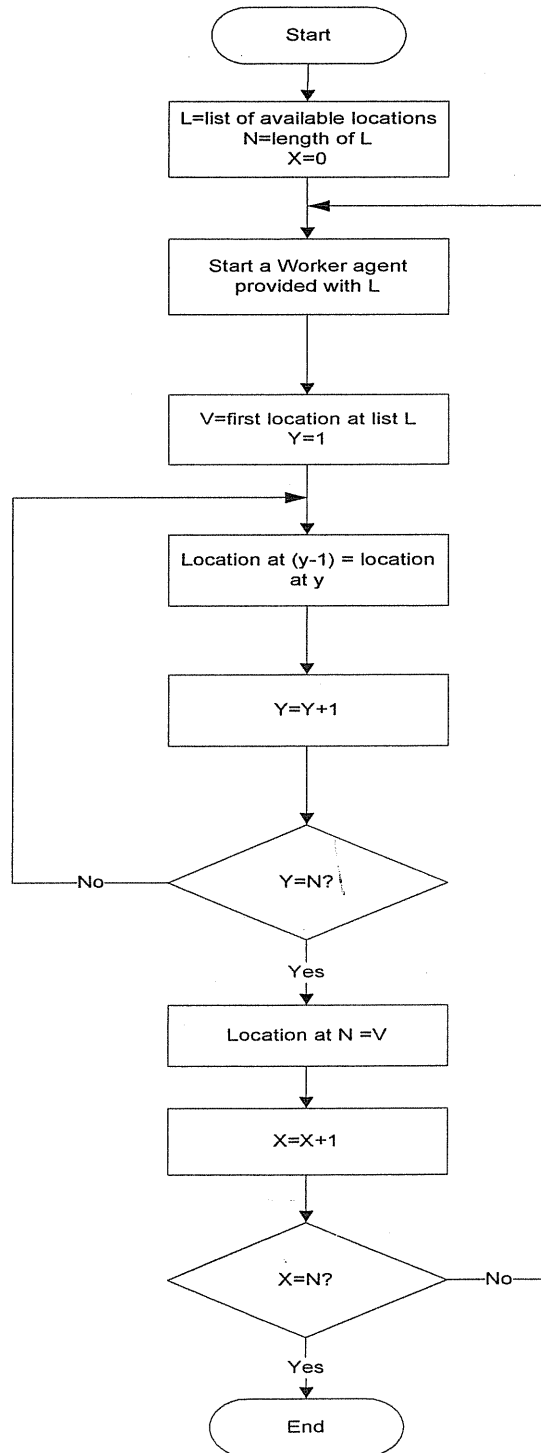 Start
L=list of available locations
N=length of L
X=0
Start a Worker agent
provided with L
V=first location at list L
Y=1
Location at (y-1) = location
at y
Y=Y+1
Y=N?
No
Yes
Location at N =V
X=X+1
X=N?
No
Yes
End